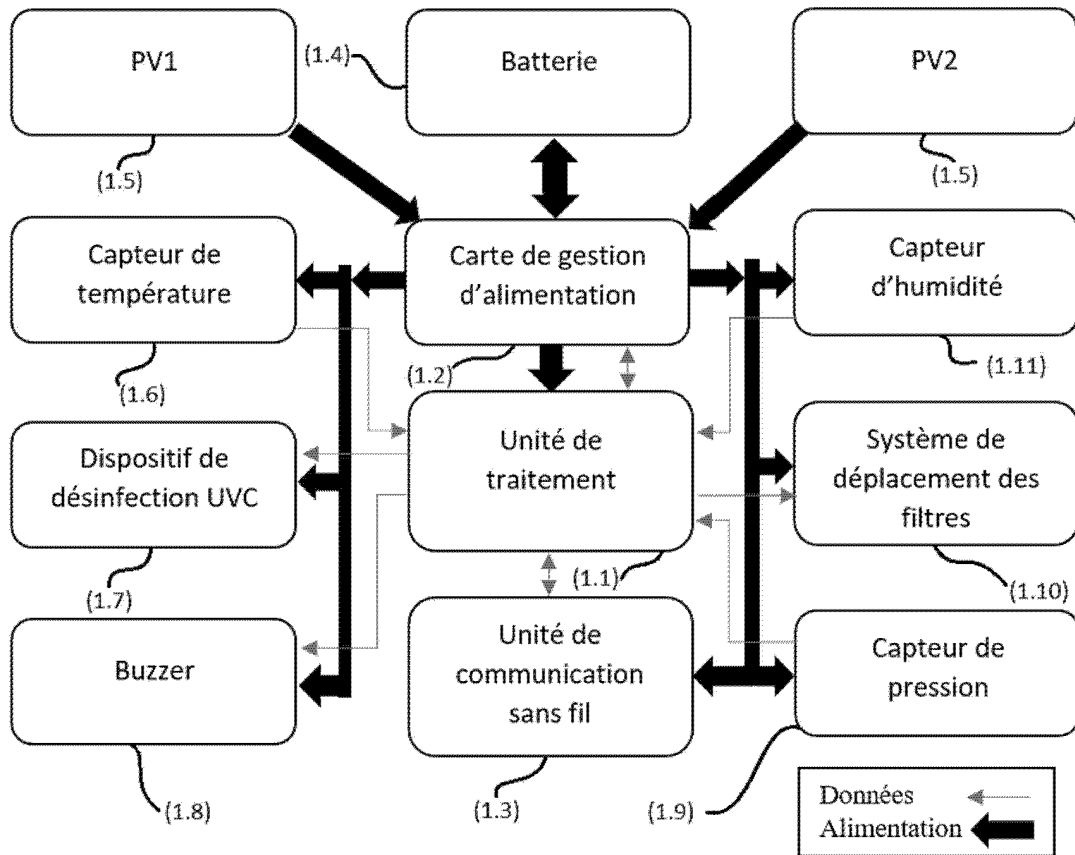 PV1
(1.4)
Batterie
PV2
(1.5)
(1.5)
Capteur de
température
Carte de gestion
d'alimentation
Capteur
d'humidité
(1.6)
(1.2)
(1.11)
Dispositif de
désinfection UVC
Unité de
traitement
Système de
déplacement des
filtres
(1.7)
(1.1)
(1.10)
Buzzer
Unité de
communication
sans fil
Capteur de
pression
(1.8)
(1.3)
(1.9)
Données
Alimentation